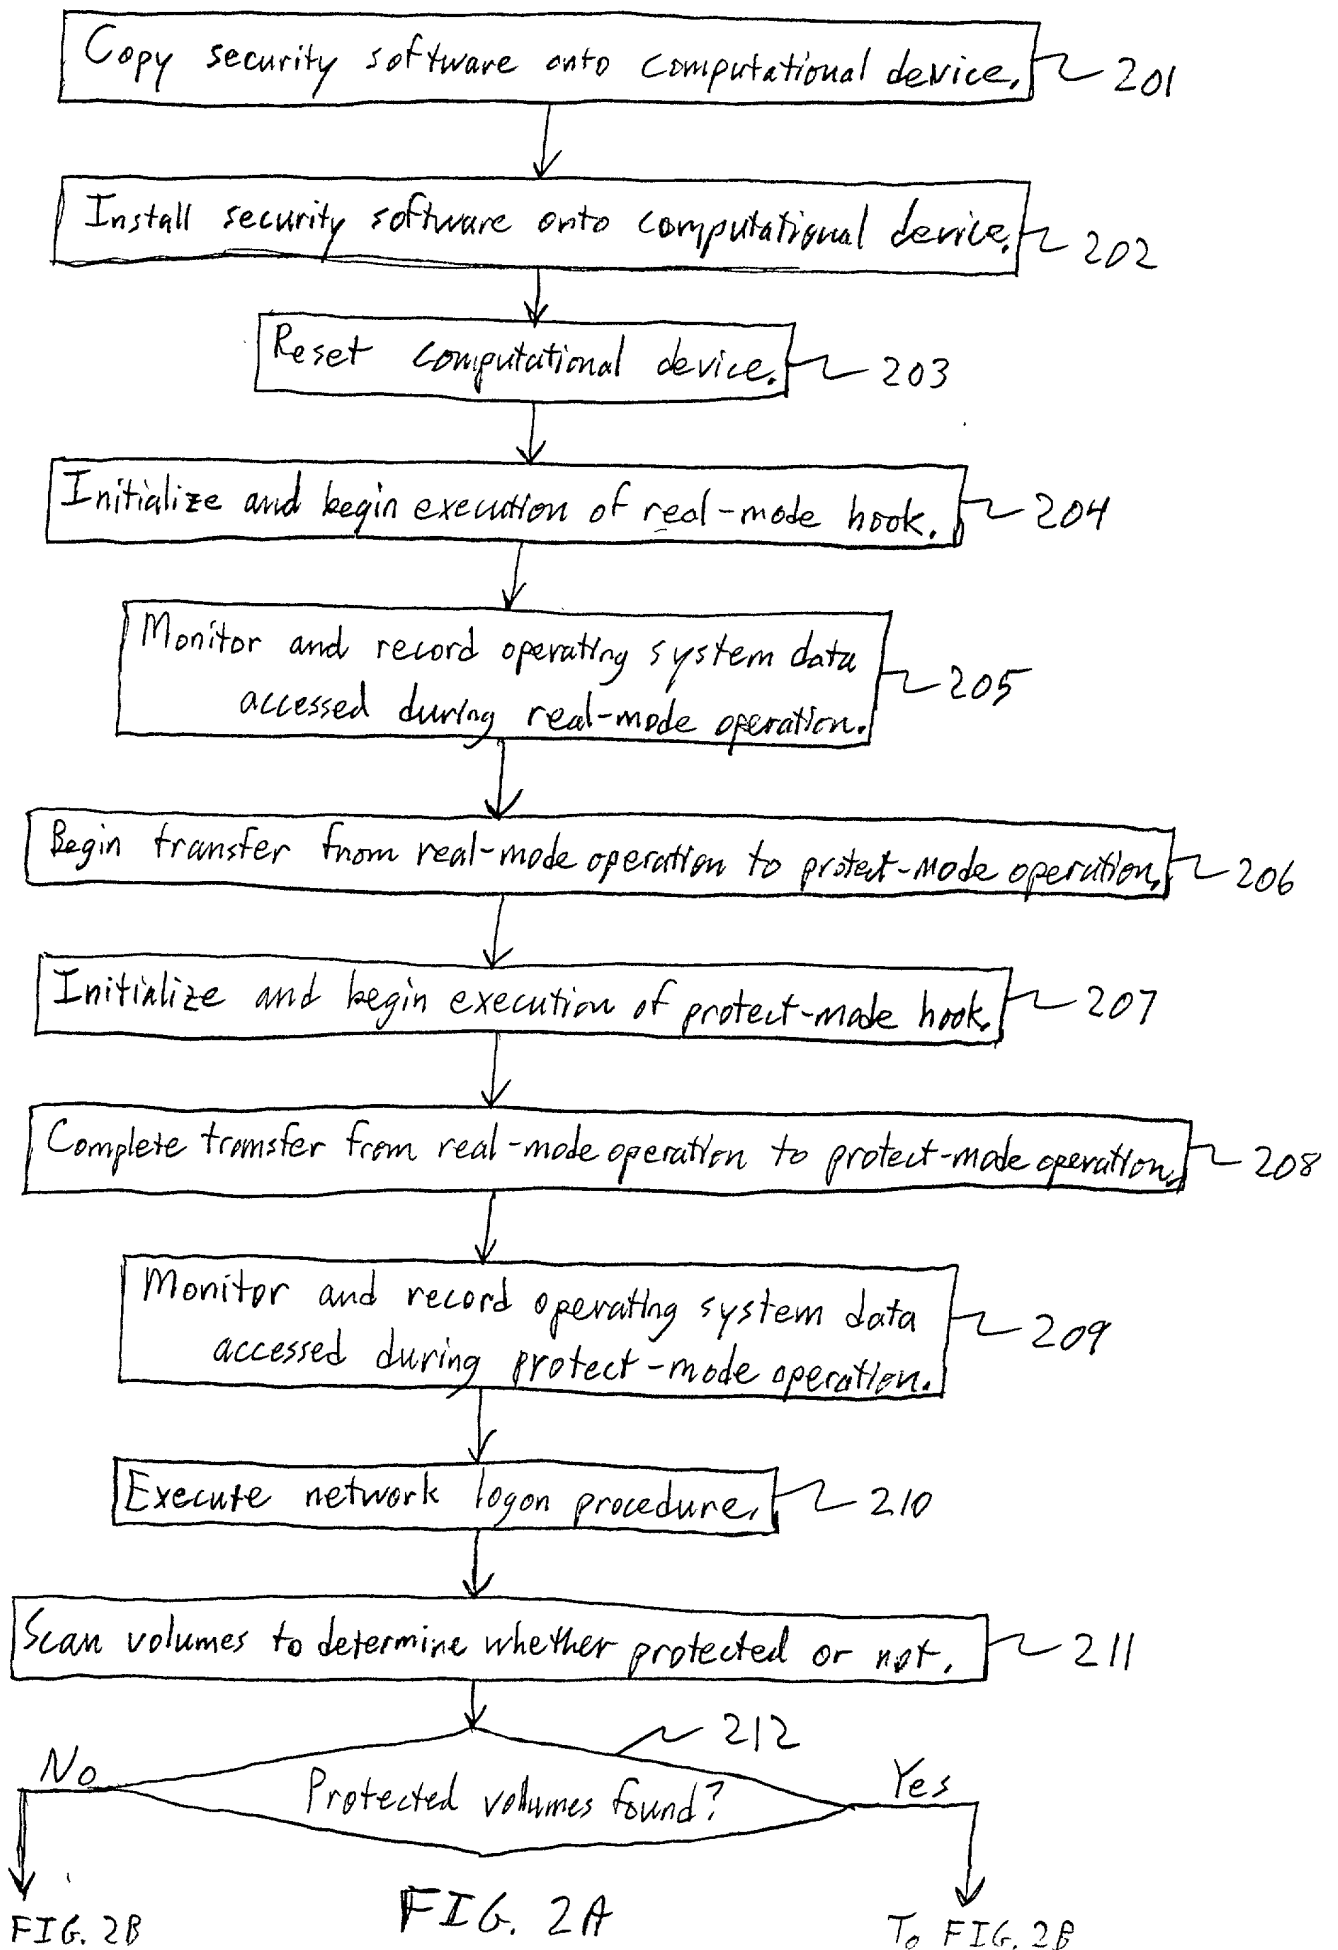 Copy security software onto computational device. 201
Install security software onto computational device. 202
Reset computational device. 203
Initialize and begin execution of real-mode hook. 204
Monitor and record operating system data
accessed during real-mode operation. 205
Begin transfer from real-mode operation to protect-mode operation. 206
Initialize and begin execution of protect-mode hook. 207
Complete transfer from real-mode operation to protect-mode operation. 208
Monitor and record operating system data
accessed during protect-mode operation. 209
Execute network logon procedure. 210
Scan volumes to determine whether protected or not. 211
212
No Protected volumes found? Yes
FIG. 2B FIG. 2A To FIG. 2B